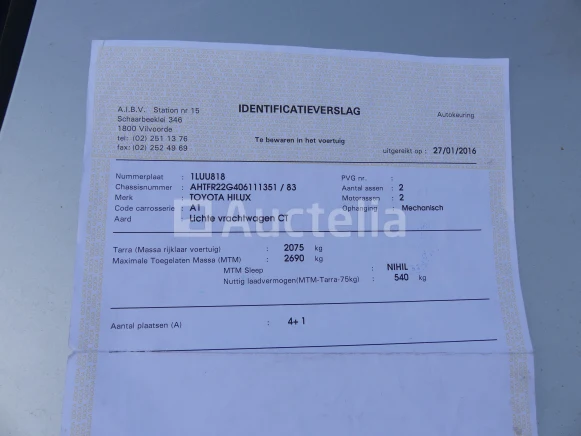 A.I.B.V. Station nr 15
Schaarbeeklei 346
1800 Vilvoorde
tel: (02) 251 13 76
fax: (02) 252 49 69
IDENTIFICATIEVERSLAG
Autokeuring
Te bewaren in het voertuig
uitgereikt op : 27/01/2016
Nummerplaat : 1LUU818
PVG nr. :
Chassisnummer : AHTFR22G406111351 / 83
Aantal assen : 2
Merk : TOYOTA HILUX
Motorassen : 2
Code carrosserie : A1
Ophanging : Mechonisch
Aard : Lichte vrachtwagen CT
Auctelia
Tarra (Massa rijklaar voertuig) : 2075 kg
Maximale Toegelaten Massa (MTM) : 2690 kg
MTM Sleep : NIHIL
Nuttig laadvermogen(MTM-Tarra-75kg) : 540 kg
Aantal plaatsen (A) : 4+1